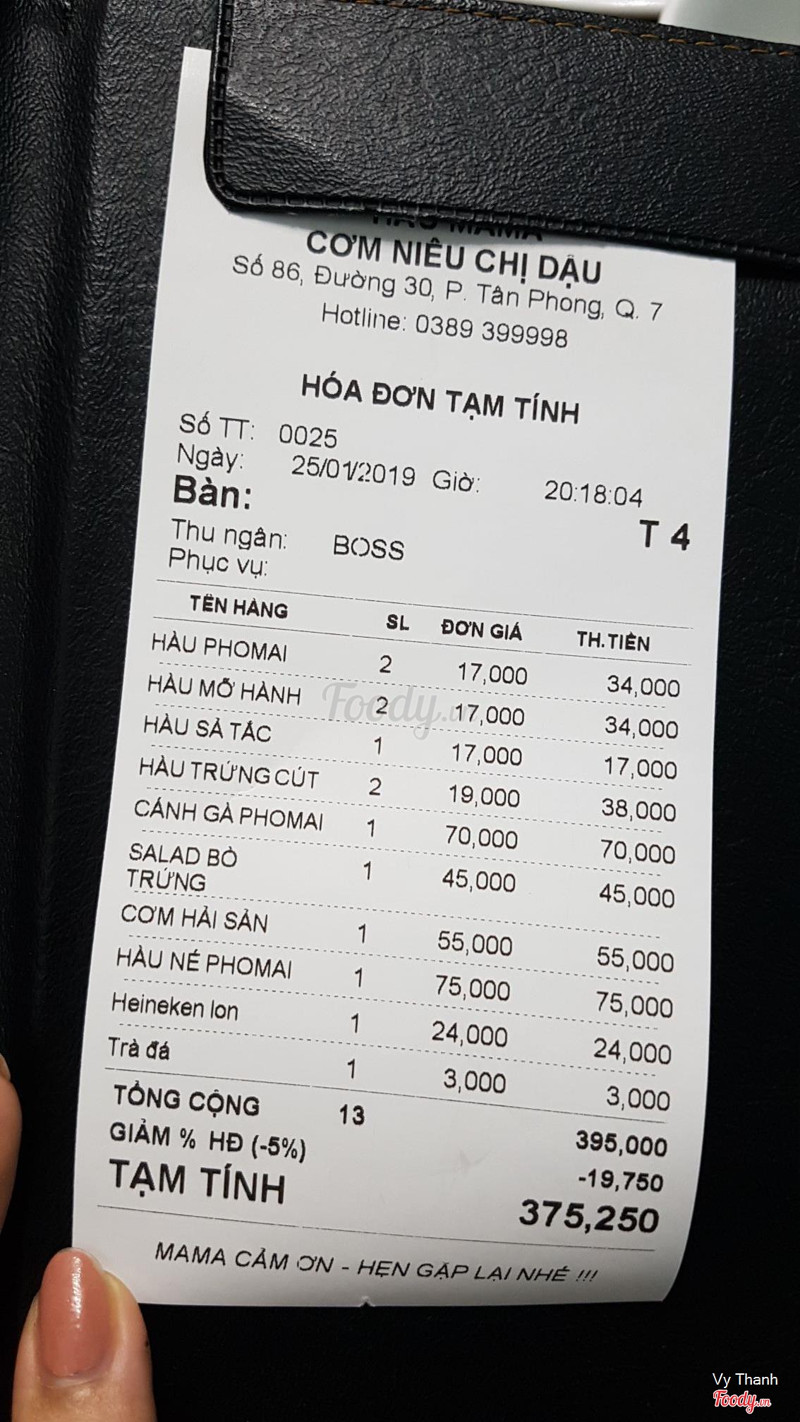 CƠM NIÊU CHỊ DẬU
Số 86, Đường 30, P. Tân Phong, Q. 7
Hotline: 0389 399998
HÓA ĐƠN TẠM TÍNH
Số TT: 0025
Ngày: 25/01/2019 Giờ: 20:18:04
Bàn: T 4
Thu ngân: BOSS
Phục vụ:
TÊN HÀNG SL ĐƠN GIÁ TH.TIỀN
HÀU PHOMAI 2 17,000 34,000
HÀU MỠ HÀNH 2 17,000 34,000
HÀU SẢ TẮC 1 17,000 17,000
HÀU TRỨNG CÚT 2 19,000 38,000
CÁNH GÀ PHOMAI 1 70,000 70,000
SALAD BÒ 1 45,000 45,000
TRỨNG
CƠM HẢI SẢN 1 55,000 55,000
HÀU NÉ PHOMAI 1 75,000 75,000
Heineken lon 1 24,000 24,000
Trà đá 1 3,000 3,000
TỔNG CỘNG 13 395,000
GIẢM % HĐ (-5%) -19,750
TẠM TÍNH 375,250
MAMA CẢM ƠN - HẸN GẶP LẠI NHÉ !!!
Foody.vn
Vy Thanh
Foody.vn